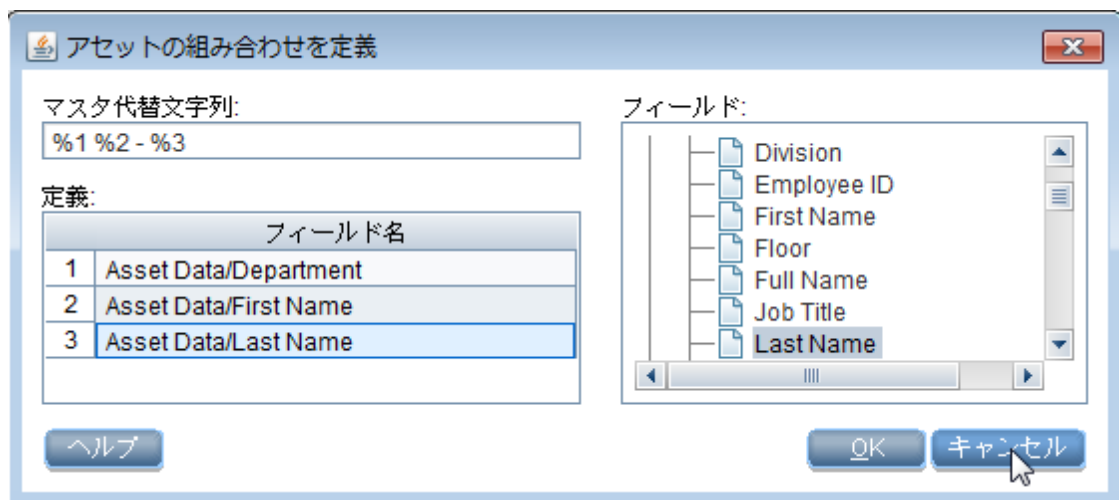 アセットの組み合わせを定義
マスタ代替文字列:
%1 %2 - %3
定義:
フィールド名
1 Asset Data/Department
2 Asset Data/First Name
3 Asset Data/Last Name
フィールド:
Division
Employee ID
First Name
Floor
Full Name
Job Title
Last Name
ヘルプ
OK
キャンセル